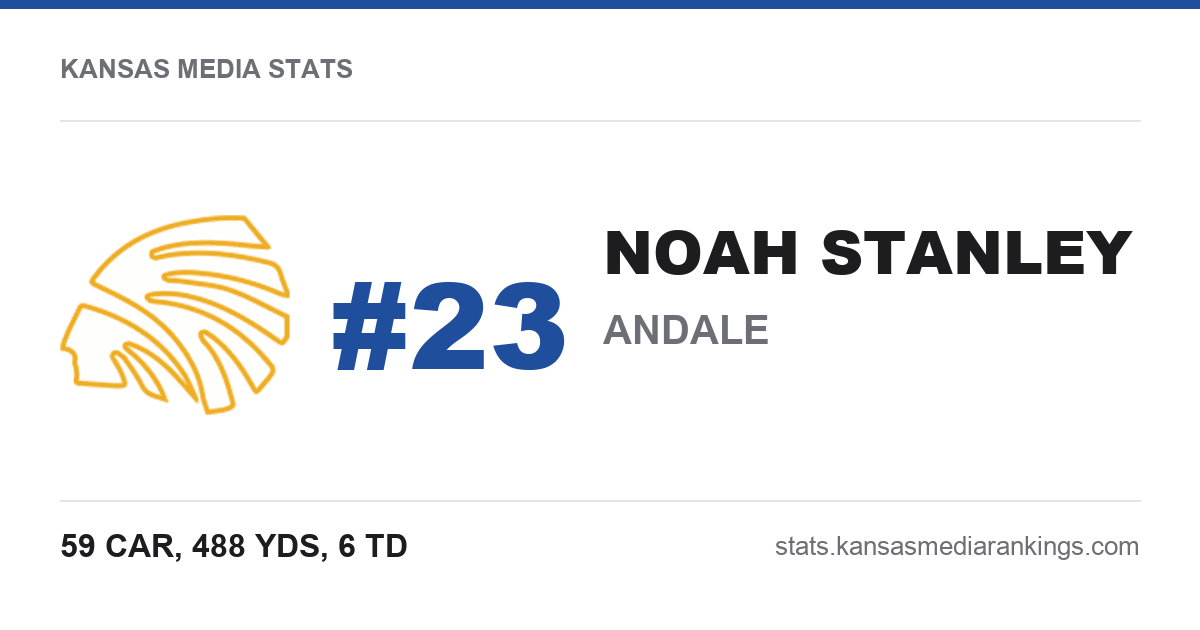 KANSAS MEDIA STATS
#23
NOAH STANLEY
ANDALE
59 CAR, 488 YDS, 6 TD
stats.kansasmediarankings.com